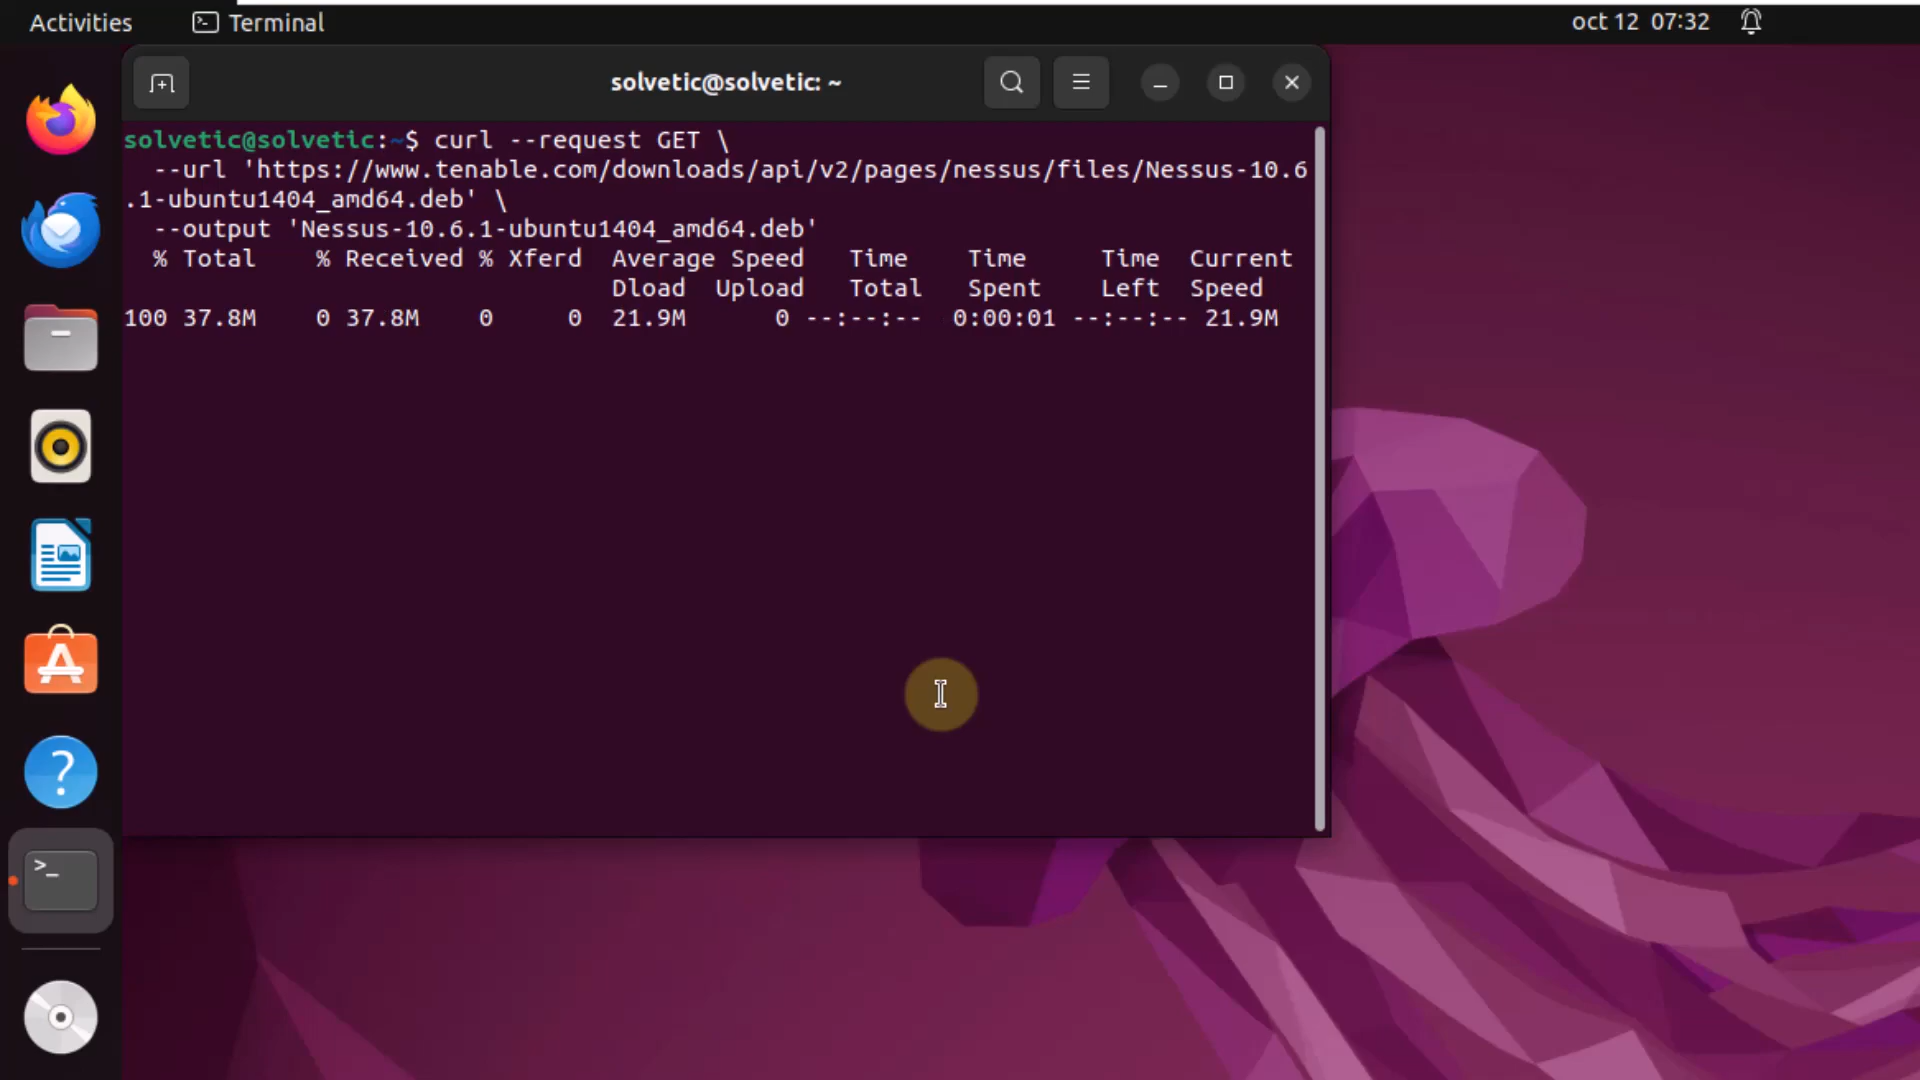 Activities Terminal oct 12 07:32
solvetic@solvetic: ~
solvetic@solvetic:~$ curl --request GET \
--url 'https://www.tenable.com/downloads/api/v2/pages/nessus/files/Nessus-10.6
.1-ubuntu1404_amd64.deb' \
--output 'Nessus-10.6.1-ubuntu1404_amd64.deb'
% Total % Received % Xferd Average Speed Time Time Time Current
Dload Upload Total Spent Left Speed
100 37.8M 0 37.8M 0 0 21.9M 0 --:--:-- 0:00:01 --:--:-- 21.9M